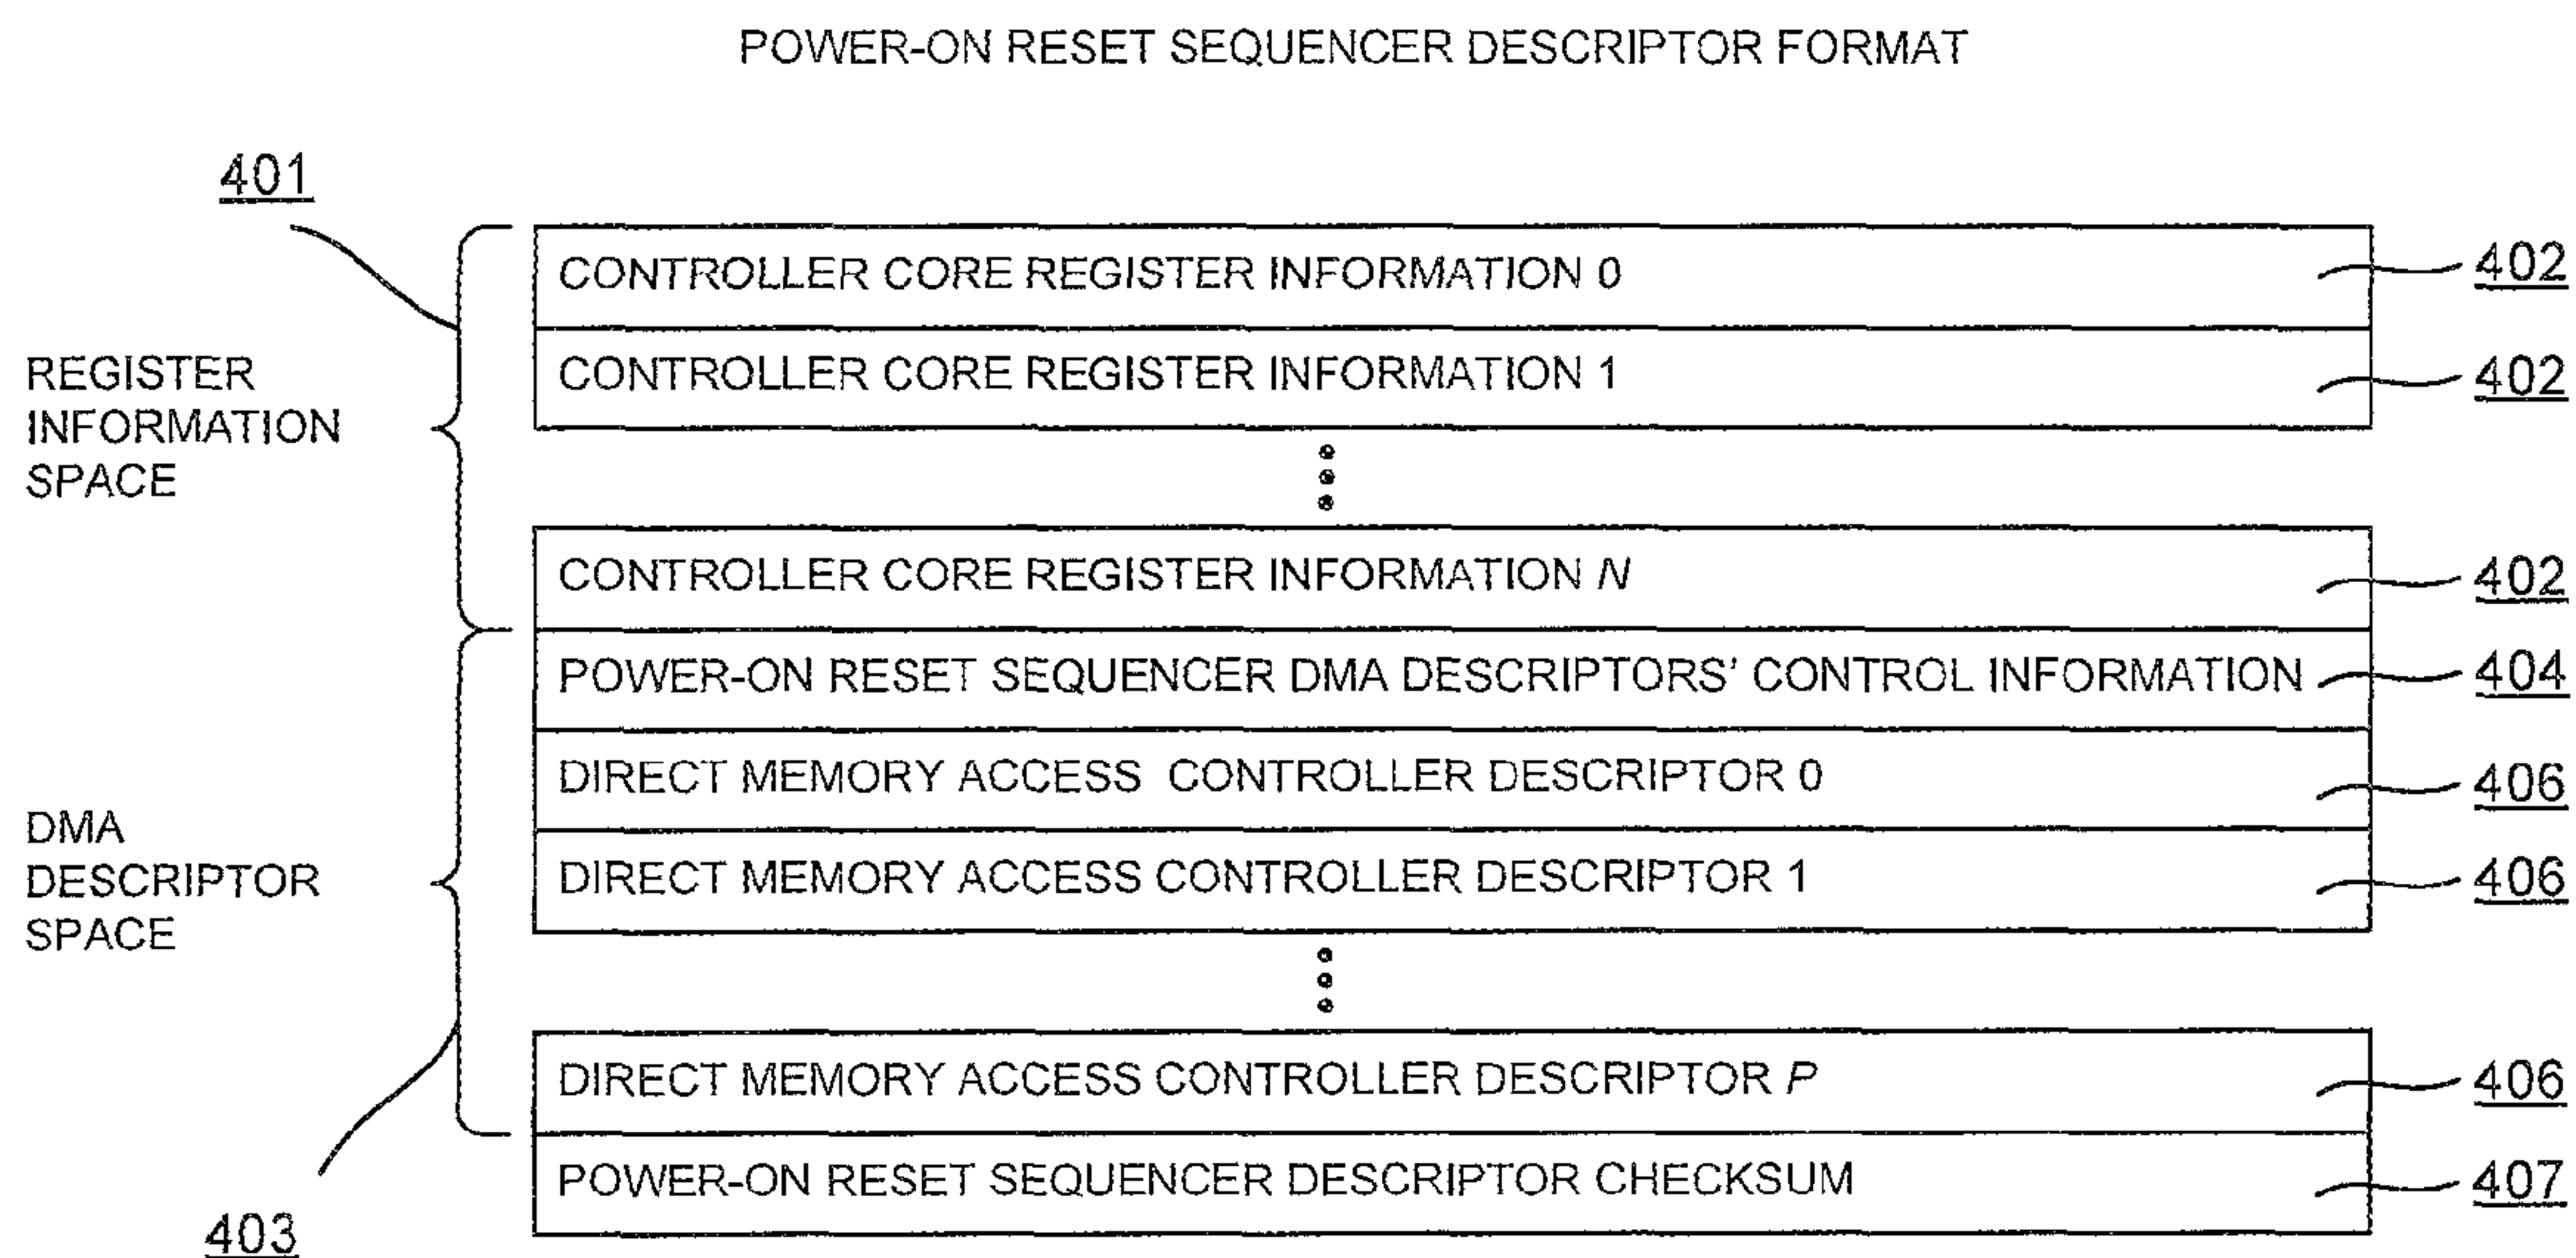 POWER-ON RESET SEQUENCER DESCRIPTOR FORMAT
401
REGISTER
INFORMATION
SPACE
CONTROLLER CORE REGISTER INFORMATION 0
402
CONTROLLER CORE REGISTER INFORMATION 1
402
CONTROLLER CORE REGISTER INFORMATION N
402
POWER-ON RESET SEQUENCER DMA DESCRIPTORS' CONTROL INFORMATION
404
DMA
DESCRIPTOR
SPACE
DIRECT MEMORY ACCESS CONTROLLER DESCRIPTOR 0
406
DIRECT MEMORY ACCESS CONTROLLER DESCRIPTOR 1
406
DIRECT MEMORY ACCESS CONTROLLER DESCRIPTOR P
406
POWER-ON RESET SEQUENCER DESCRIPTOR CHECKSUM
407
403